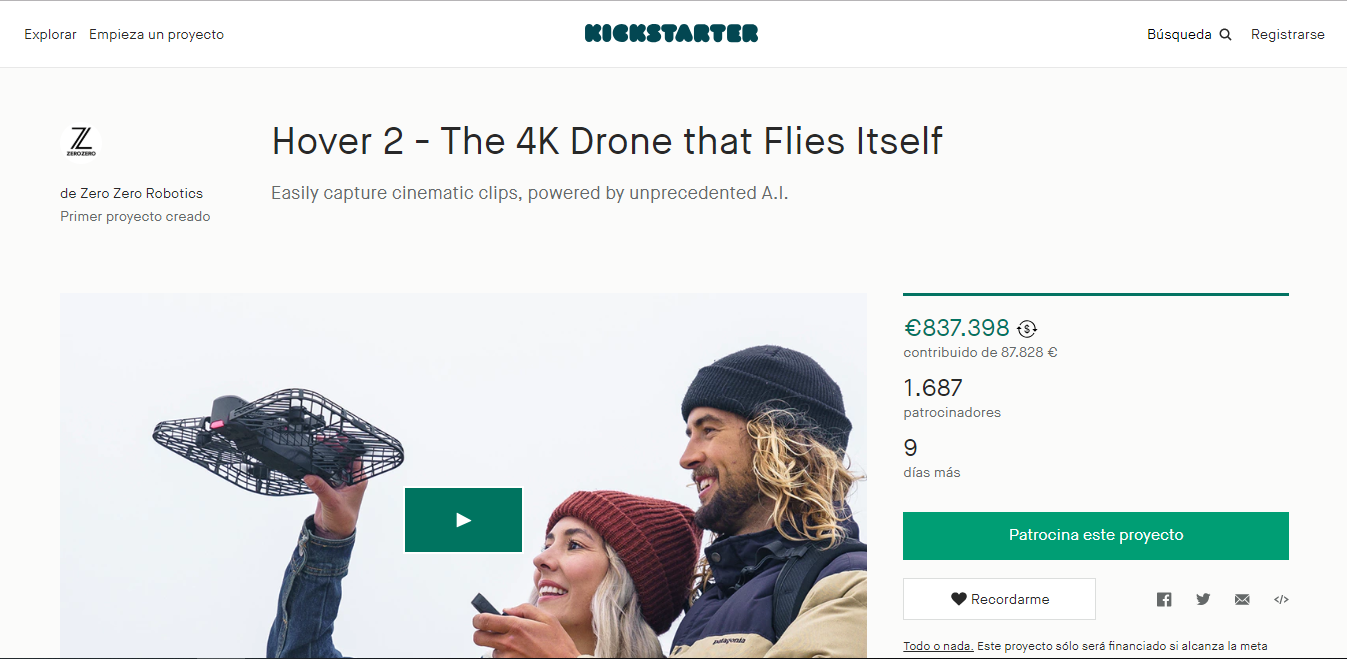 Explorar Empieza un proyecto
KICKSTARTER
Búsqueda
Registrarse
Z
ZEROZERO
de Zero Zero Robotics
Primer proyecto creado
Hover 2 - The 4K Drone that Flies Itself
Easily capture cinematic clips, powered by unprecedented A.I.
€837.398
contribuido de 87.828 €
1.687
patrocinadores
9
días más
Patrocina este proyecto
Recordarme
patagonia
Todo o nada. Este proyecto sólo será financiado si alcanza la meta